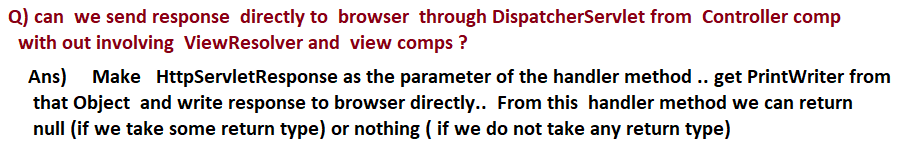 Q) can we send response directly to browser through DispatcherServlet from Controller comp
with out involving ViewResolver and view comps ?
Ans) Make HttpServletResponse as the parameter of the handler method .. get PrintWriter from
that Object and write response to browser directly.. From this handler method we can return
null (if we take some return type) or nothing ( if we do not take any return type)